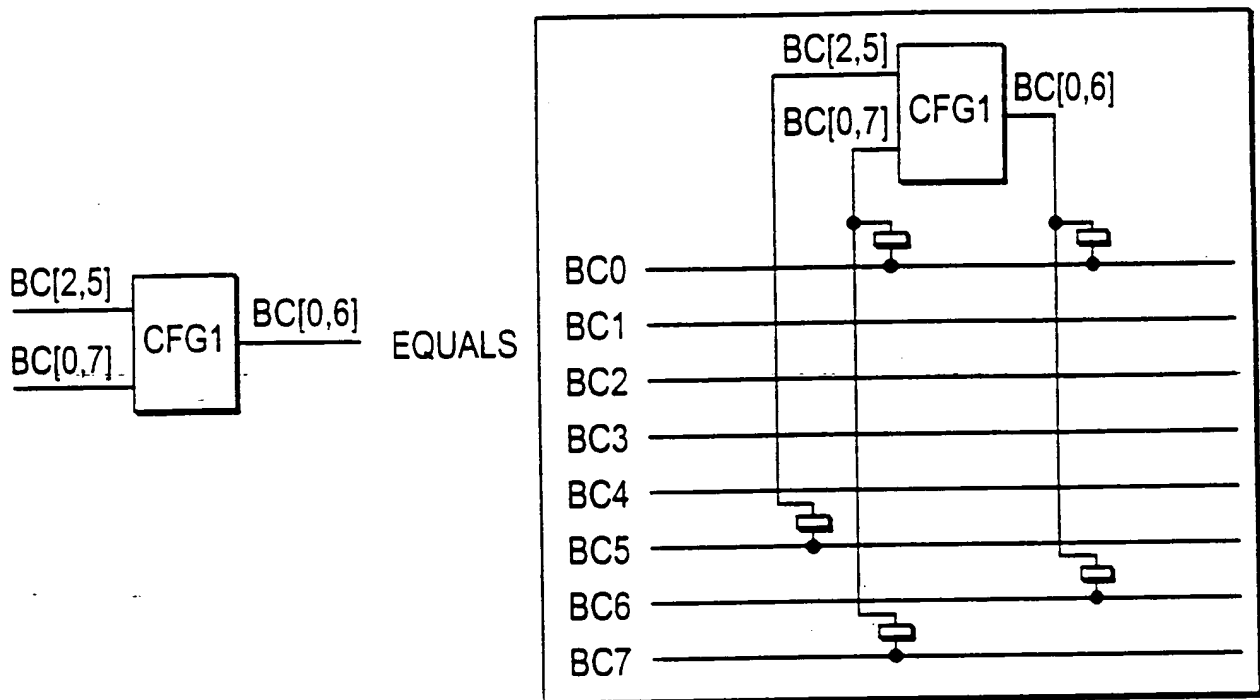 BC[2,5]
BC[0,7]
CFG1
BC[0,6]
EQUALS
BC[2,5]
BC[0,7]
CFG1
BC[0,6]
BC0
BC1
BC2
BC3
BC4
BC5
BC6
BC7